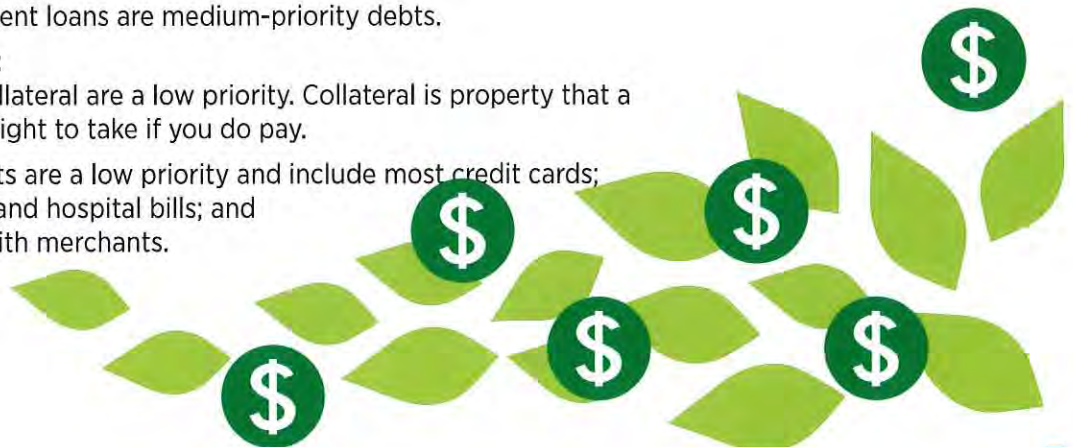 ent loans are medium-priority debts.
llateral are a low priority. Collateral is property that a
ight to take if you do pay.
ts are a low priority and include most credit cards;
and hospital bills; and
ith merchants.
$
$
$
$
$
$